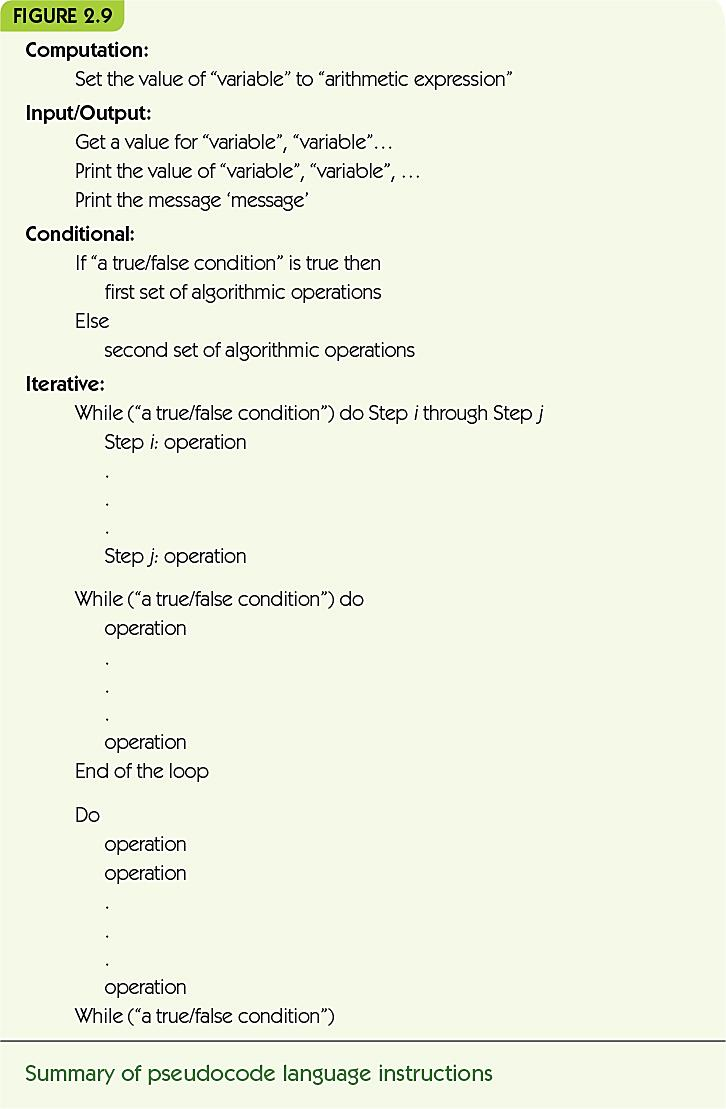 FIGURE 2.9
Computation:
Set the value of “variable” to “arithmetic expression”
Input/Output:
Get a value for “variable”, “variable”...
Print the value of “variable”, “variable”, ...
Print the message ‘message’
Conditional:
If “a true/false condition” is true then
first set of algorithmic operations
Else
second set of algorithmic operations
Iterative:
While (“a true/false condition”) do Step i through Step j
Step i: operation
.
.
.
Step j: operation
While (“a true/false condition”) do
operation
.
.
.
operation
End of the loop
Do
operation
operation
.
.
.
operation
While (“a true/false condition”)
Summary of pseudocode language instructions